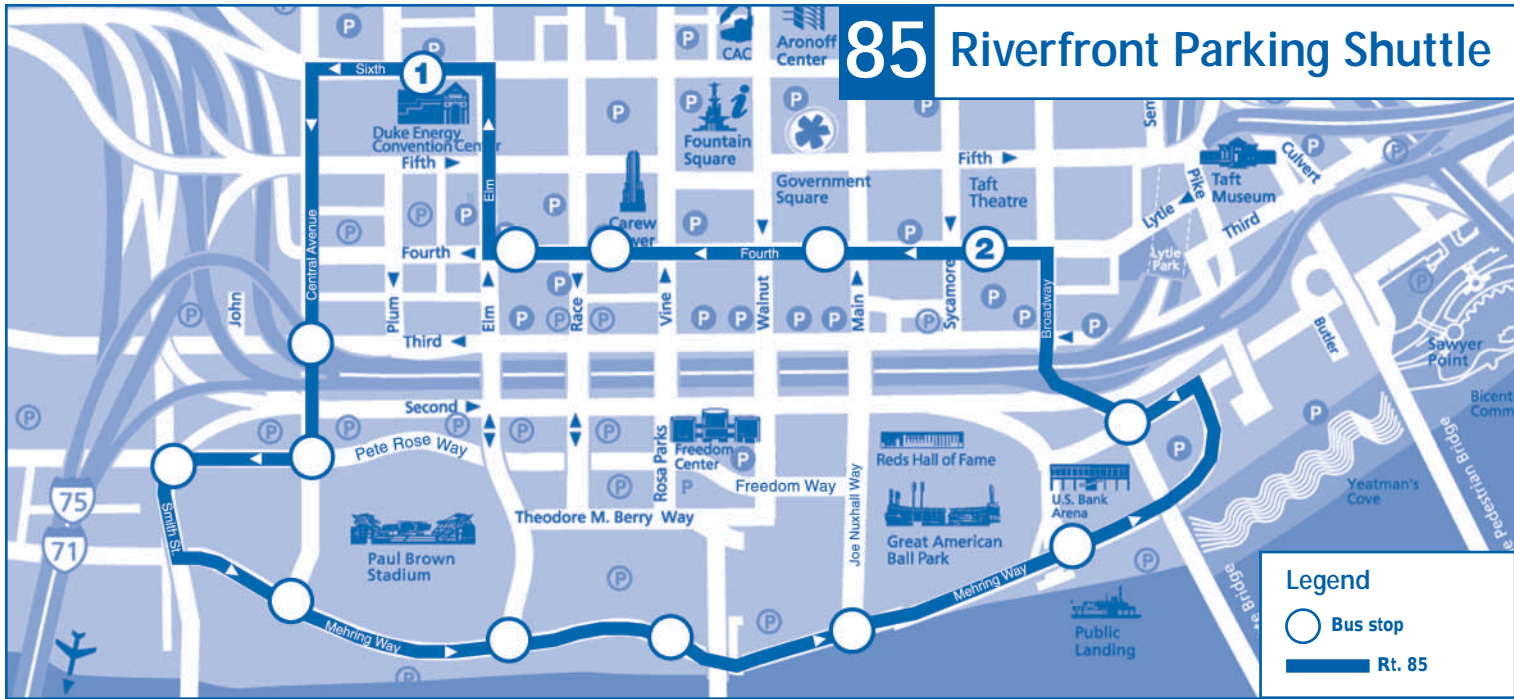 85 Riverfront Parking Shuttle
P
CAC
Aronoff
Center
Sixth
1
Duke Energy
Convention Center
Fountain
Square
Fifth
Fifth
Government
Square
Taft
Theatre
Taft
Museum
Culvert
Pike
Lytle
Third
Lytle
Park
Elm
Carew
Fourth
Fourth
2
Central Avenue
John
Plum
Elm
Race
Vine
Walnut
Main
Sycamore
Broadway
Third
Butler
Sawyer
Point
Second
Pete Rose Way
Rosa Parks
Freedom
Center
Freedom Way
Reds Hall of Fame
U.S. Bank
Arena
Yeatman's
Cove
Pedestrian Bridge
Bridge
75
71
Smith St.
Paul Brown
Stadium
Theodore M. Berry Way
Joe Nuxhall Way
Great American
Ball Park
Mehring Way
Mehring Way
Public
Landing
Legend
Bus stop
Rt. 85